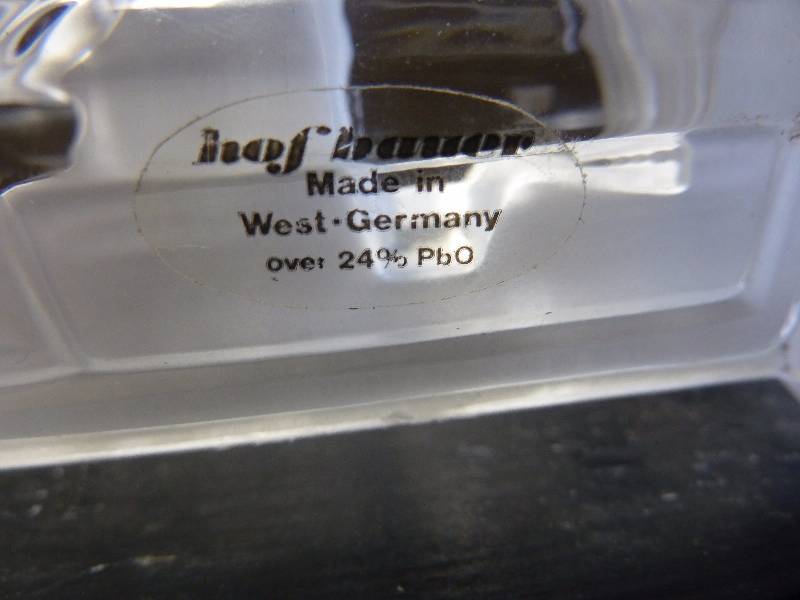 hofbauer
Made in
West·Germany
over 24% PbO